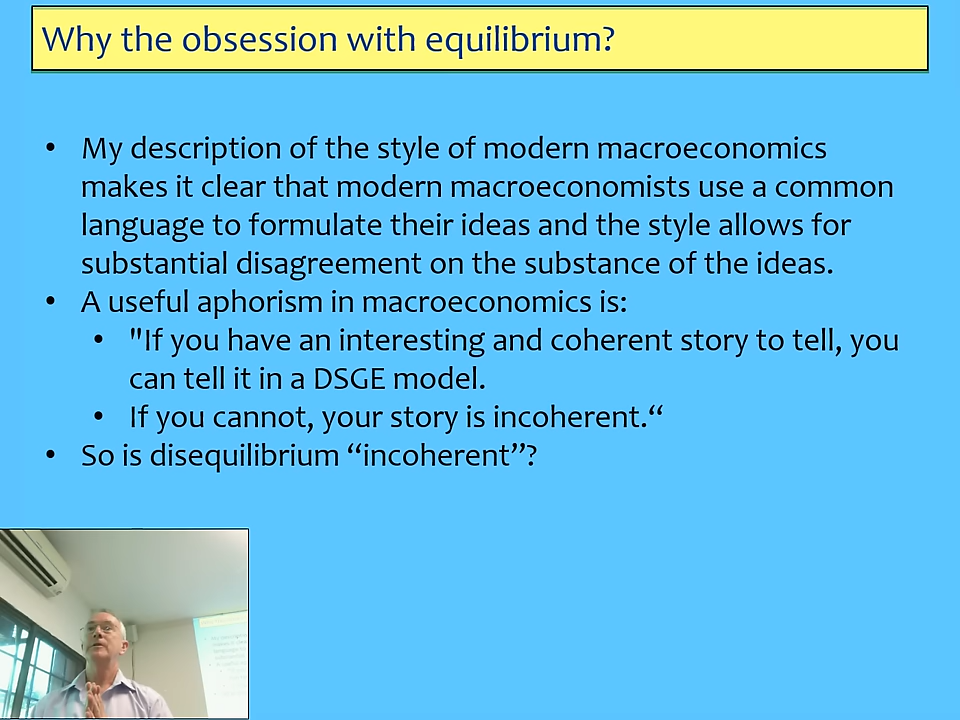 Why the obsession with equilibrium?
• My description of the style of modern macroeconomics
makes it clear that modern macroeconomists use a common
language to formulate their ideas and the style allows for
substantial disagreement on the substance of the ideas.
• A useful aphorism in macroeconomics is:
• "If you have an interesting and coherent story to tell, you
can tell it in a DSGE model.
• If you cannot, your story is incoherent.“
• So is disequilibrium “incoherent”?